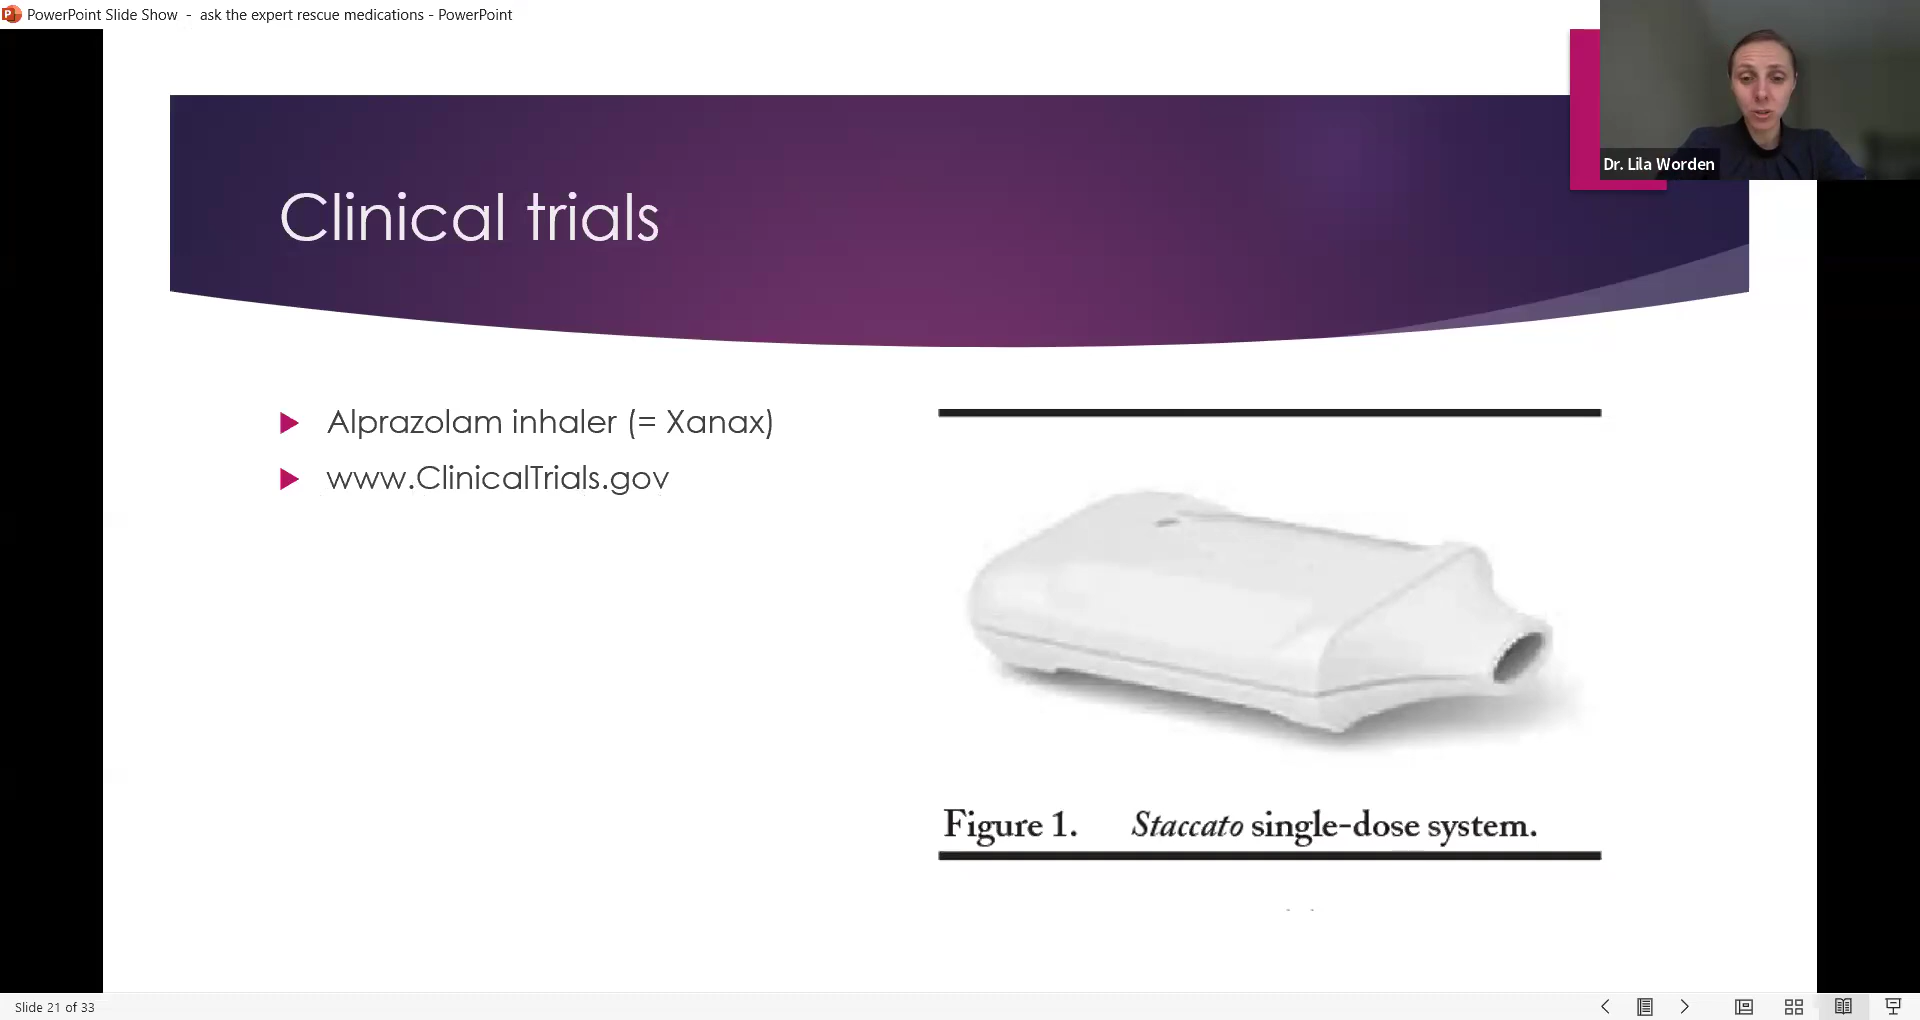 PowerPoint Slide Show - ask the expert rescue medications - PowerPoint
Dr. Lila Worden
Clinical trials
Alprazolam inhaler (= Xanax)
www.ClinicalTrials.gov
Figure 1. Staccato single-dose system.
Slide 21 of 33